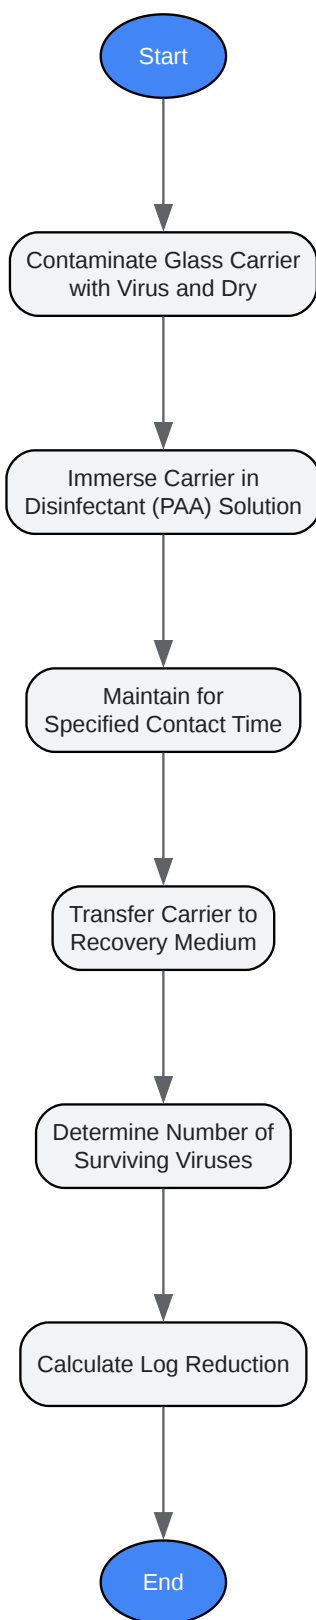 Start
Contaminate Glass Carrier
with Virus and Dry
Immerse Carrier in
Disinfectant (PAA) Solution
Maintain for
Specified Contact Time
Transfer Carrier to
Recovery Medium
Determine Number of
Surviving Viruses
Calculate Log Reduction
End